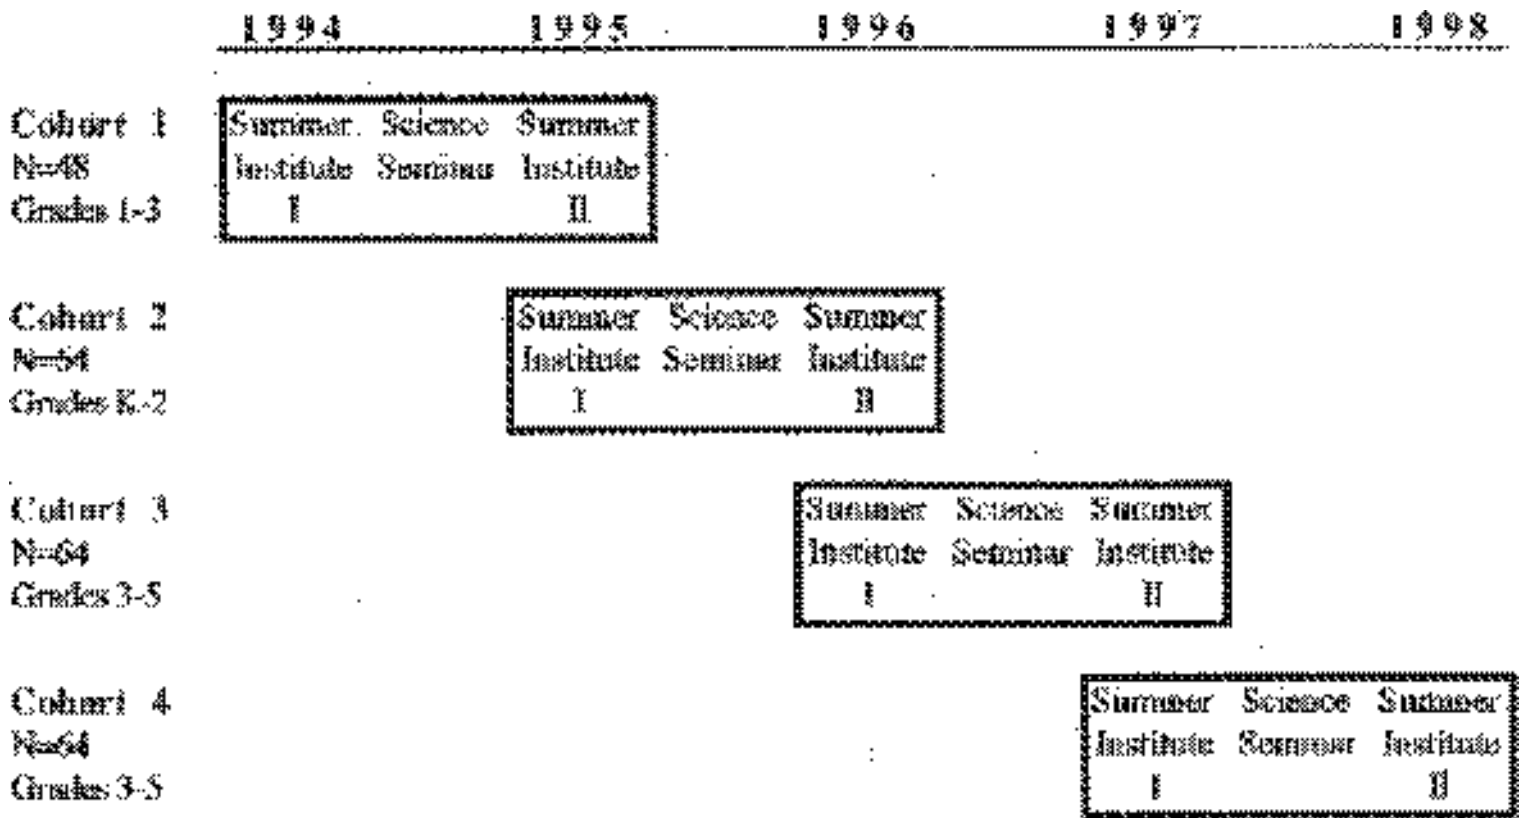 1994 1995 1996 1997 1998
Cohort 1 Summer Science Summer
N=48 Institute Seminar Institute
Grades 1-3 I II
Cohort 2 Summer Science Summer
Institute Seminar Institute
Grades K-2 I II
Cohort 3 Summer Science Summer
N=64 Institute Seminar Institute
Grades 3-5 I II
Cohort 4 Summer Science Summer
N=64 Institute Seminar Institute
Grades 3-5 I II